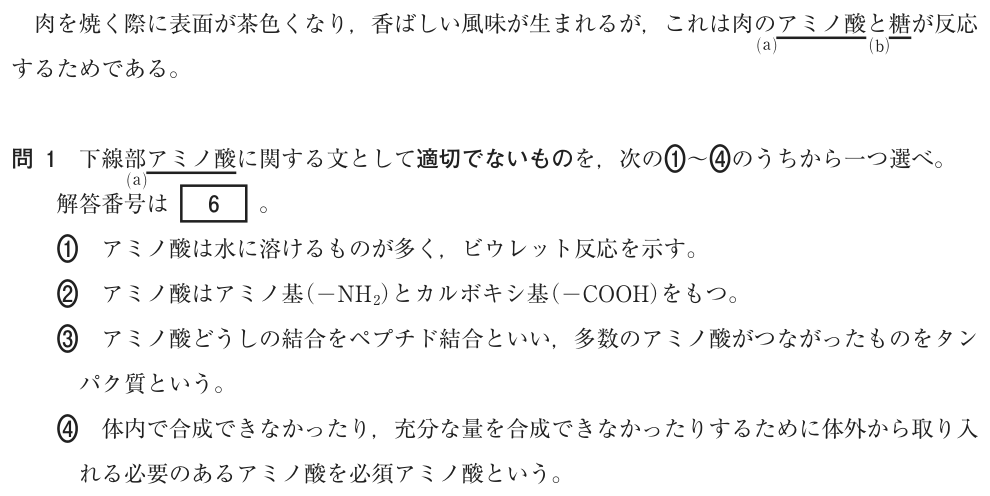 肉を焼く際に表面が茶色くなり，香ばしい風味が生まれるが，これは肉のアミノ酸と糖が反応
(a) (b)
するためである。
問 1 下線部アミノ酸に関する文として適切でないものを，次の①～④のうちから一つ選べ。
(a)
解答番号は 6 。
① アミノ酸は水に溶けるものが多く，ビウレット反応を示す。
② アミノ酸はアミノ基(−NH₂)とカルボキシ基(−COOH)をもつ。
③ アミノ酸どうしの結合をペプチド結合といい，多数のアミノ酸がつながったものをタン
パク質という。
④ 体内で合成できなかったり，充分な量を合成できなかったりするために体外から取り入
れる必要のあるアミノ酸を必須アミノ酸という。